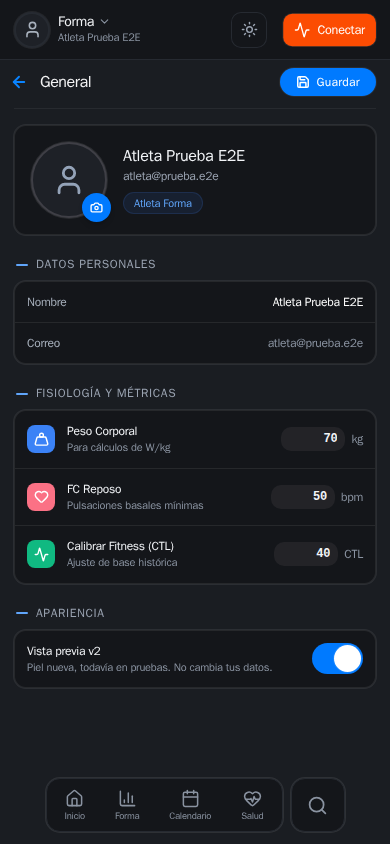 Forma
Atleta Prueba E2E
Conectar
General
Guardar
Atleta Prueba E2E
atleta@prueba.e2e
Atleta Forma
DATOS PERSONALES
Nombre
Atleta Prueba E2E
Correo
atleta@prueba.e2e
FISIOLOGÍA Y MÉTRICAS
Peso Corporal
Para cálculos de W/kg
70 kg
FC Reposo
Pulsaciones basales mínimas
50 bpm
Calibrar Fitness (CTL)
Ajuste de base histórica
40 CTL
APARIENCIA
Vista previa v2
Piel nueva, todavía en pruebas. No cambia tus datos.
Inicio
Forma
Calendario
Salud